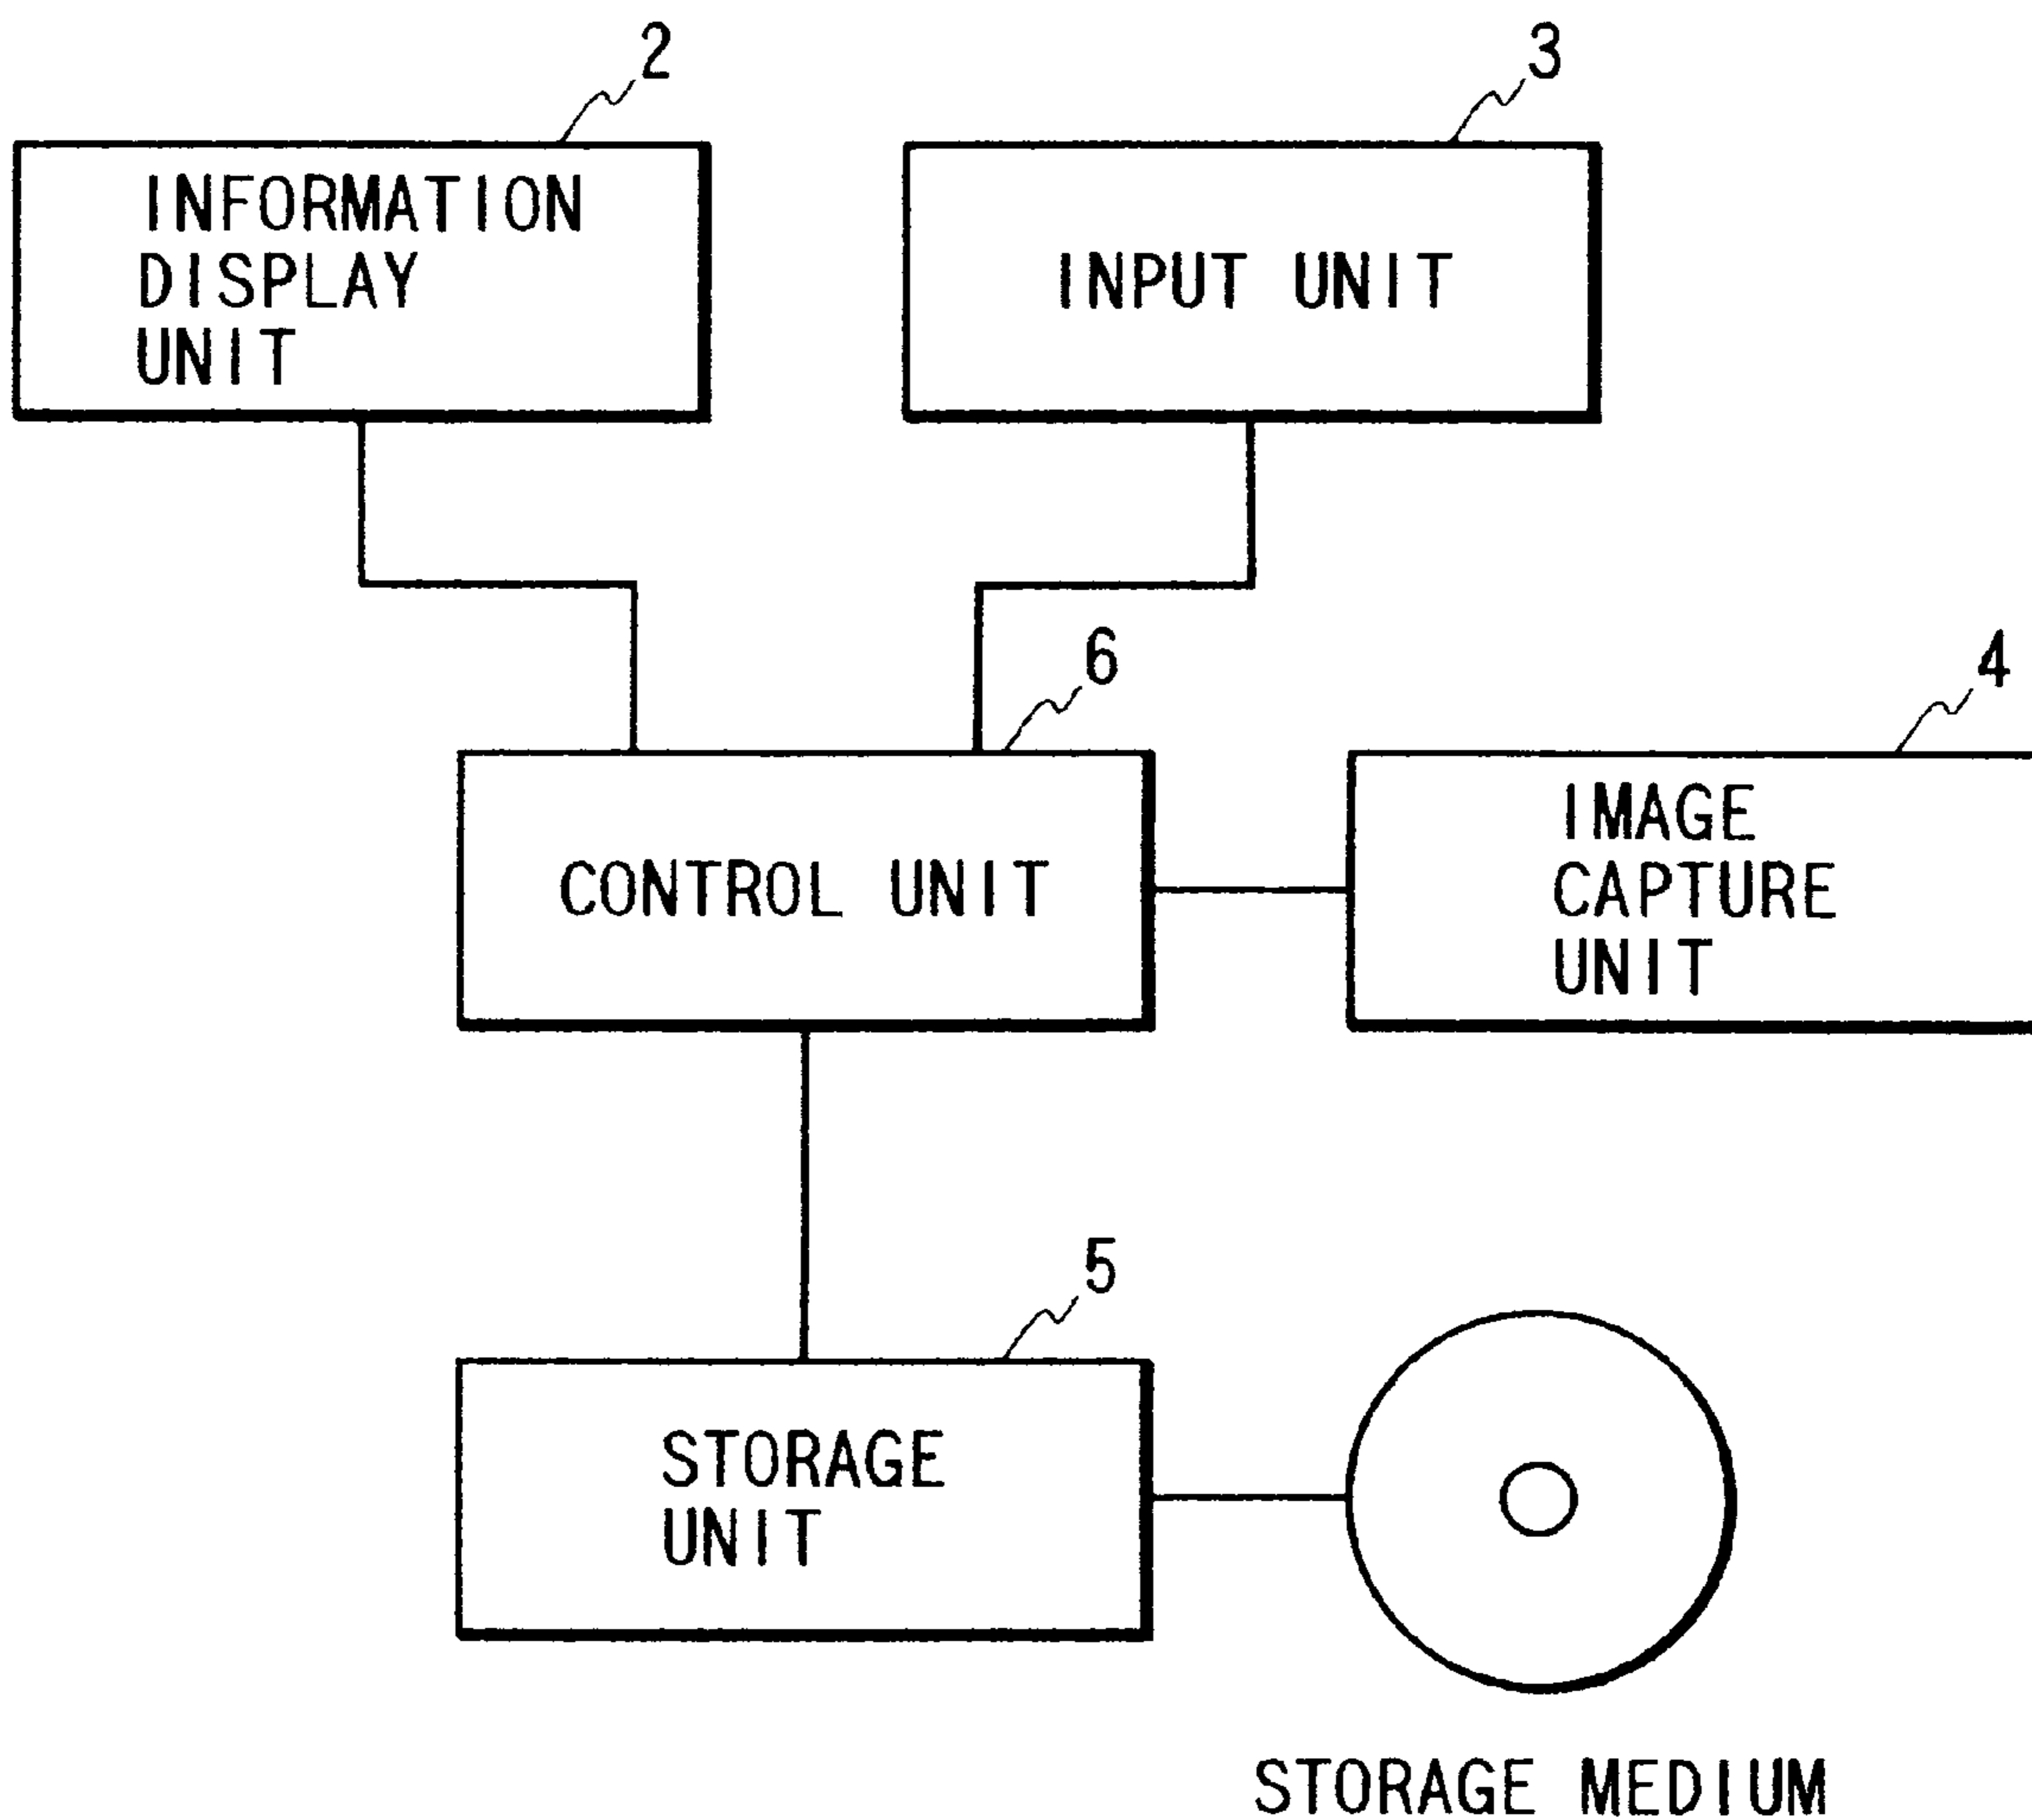 2
3
INFORMATION
DISPLAY
UNIT
INPUT UNIT
6
4
CONTROL UNIT
IMAGE
CAPTURE
UNIT
5
STORAGE
UNIT
STORAGE MEDIUM